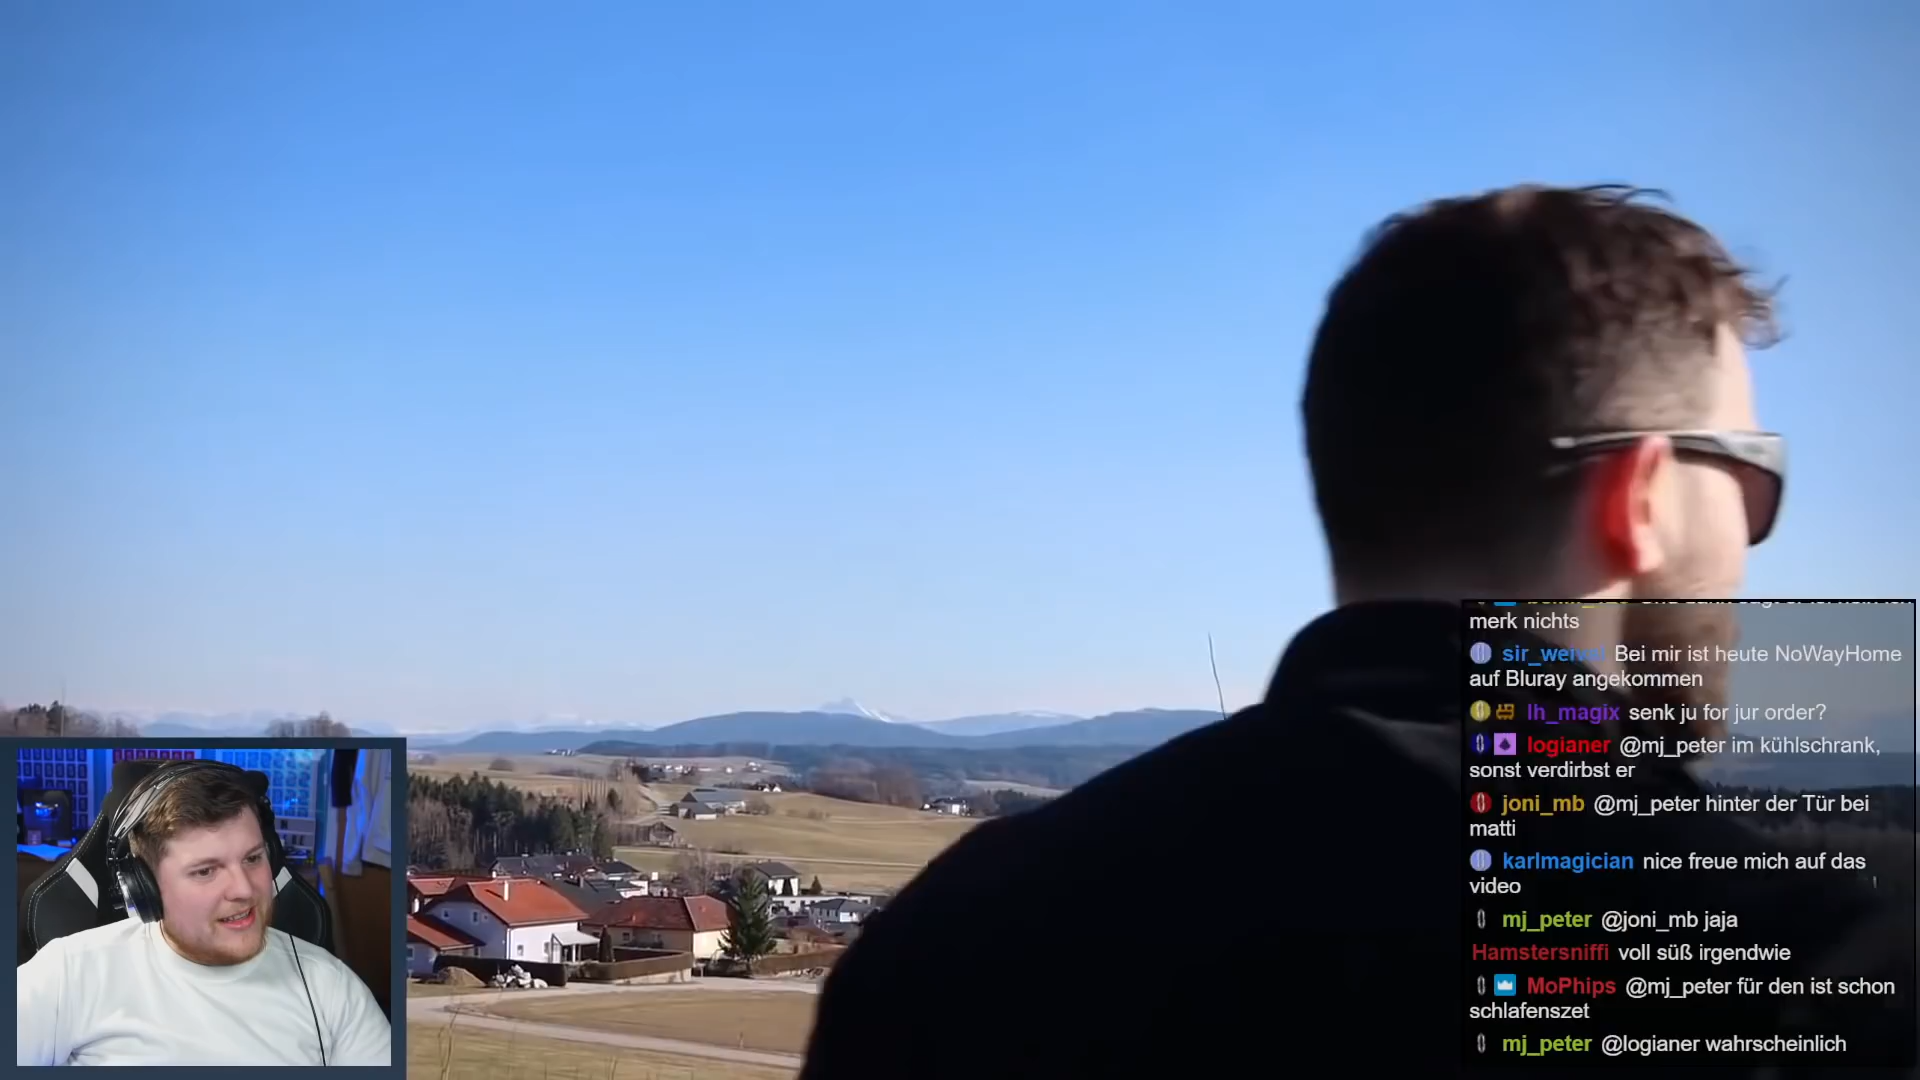 merk nichts
Bei mir ist heute NoWayHome
auf Bluray angekommen
lh_magix senk ju for jur order?
logianer @mj_peter im kühlschrank,
sonst verdirbst er
joni_mb @mj_peter hinter der Tür bei
matti
karlmagician nice freue mich auf das
video
mj_peter @joni_mb jaja
Hamstersniffi voll süß irgendwie
MoPhips @mj_peter für den ist schon
schlafenszet
mj_peter @logianer wahrscheinlich